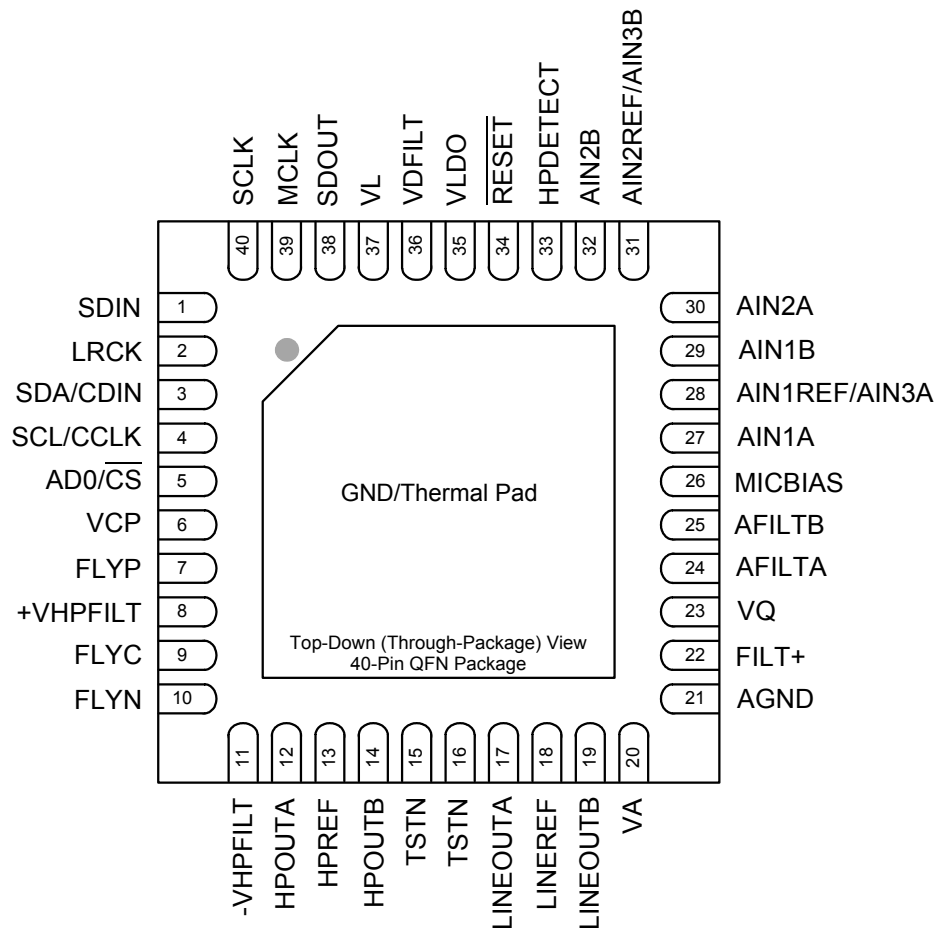 SCLK
MCLK
SDOUT
VL
VDFILT
VLDO
RESET
HPDETECT
AIN2B
AIN2REF/AIN3B
40
39
38
37
36
35
34
33
32
31
SDIN 1
LRCK 2
SDA/CDIN 3
SCL/CCLK 4
AD0/CS 5
VCP 6
FLYP 7
+VHPFILT 8
FLYC 9
FLYN 10
GND/Thermal Pad
Top-Down (Through-Package) View
40-Pin QFN Package
30 AIN2A
29 AIN1B
28 AIN1REF/AIN3A
27 AIN1A
26 MICBIAS
25 AFILTB
24 AFILTA
23 VQ
22 FILT+
21 AGND
11
12
13
14
15
16
17
18
19
20
-VHPFILT
HPOUTA
HPREF
HPOUTB
TSTN
TSTN
LINEOUTA
LINEREF
LINEOUTB
VA